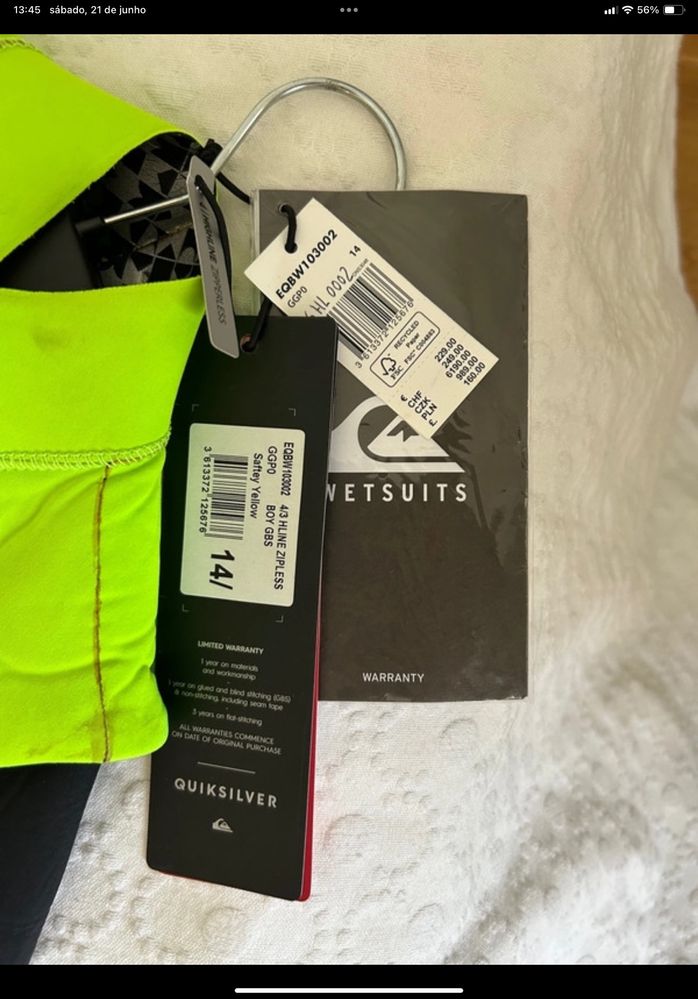 13:45 sábado, 21 de junho
56%
HIGHLINE ZIPPERLESS
EQBW103002
GGP0
14
HL 0002
3 613372 125676
RECYCLED
Paper
FSC® C004883
FSC
€ 229.00
CHF 249.00
CZK 6190.00
PLN 989.00
£ 160.00
WETSUITS
WARRANTY
EQBW103002 4/3 HLINE ZIPLESS
GGP0 BOY GBS
Saftey Yellow
3 613372 125676
14/
LIMITED WARRANTY
1 year on materials
and workmanship
1 year on glued and blind stitching (GBS)
& non-stitching, including seam tape
3 years on flat-stitching
ALL WARRANTIES COMMENCE
ON DATE OF ORIGINAL PURCHASE
QUIKSILVER